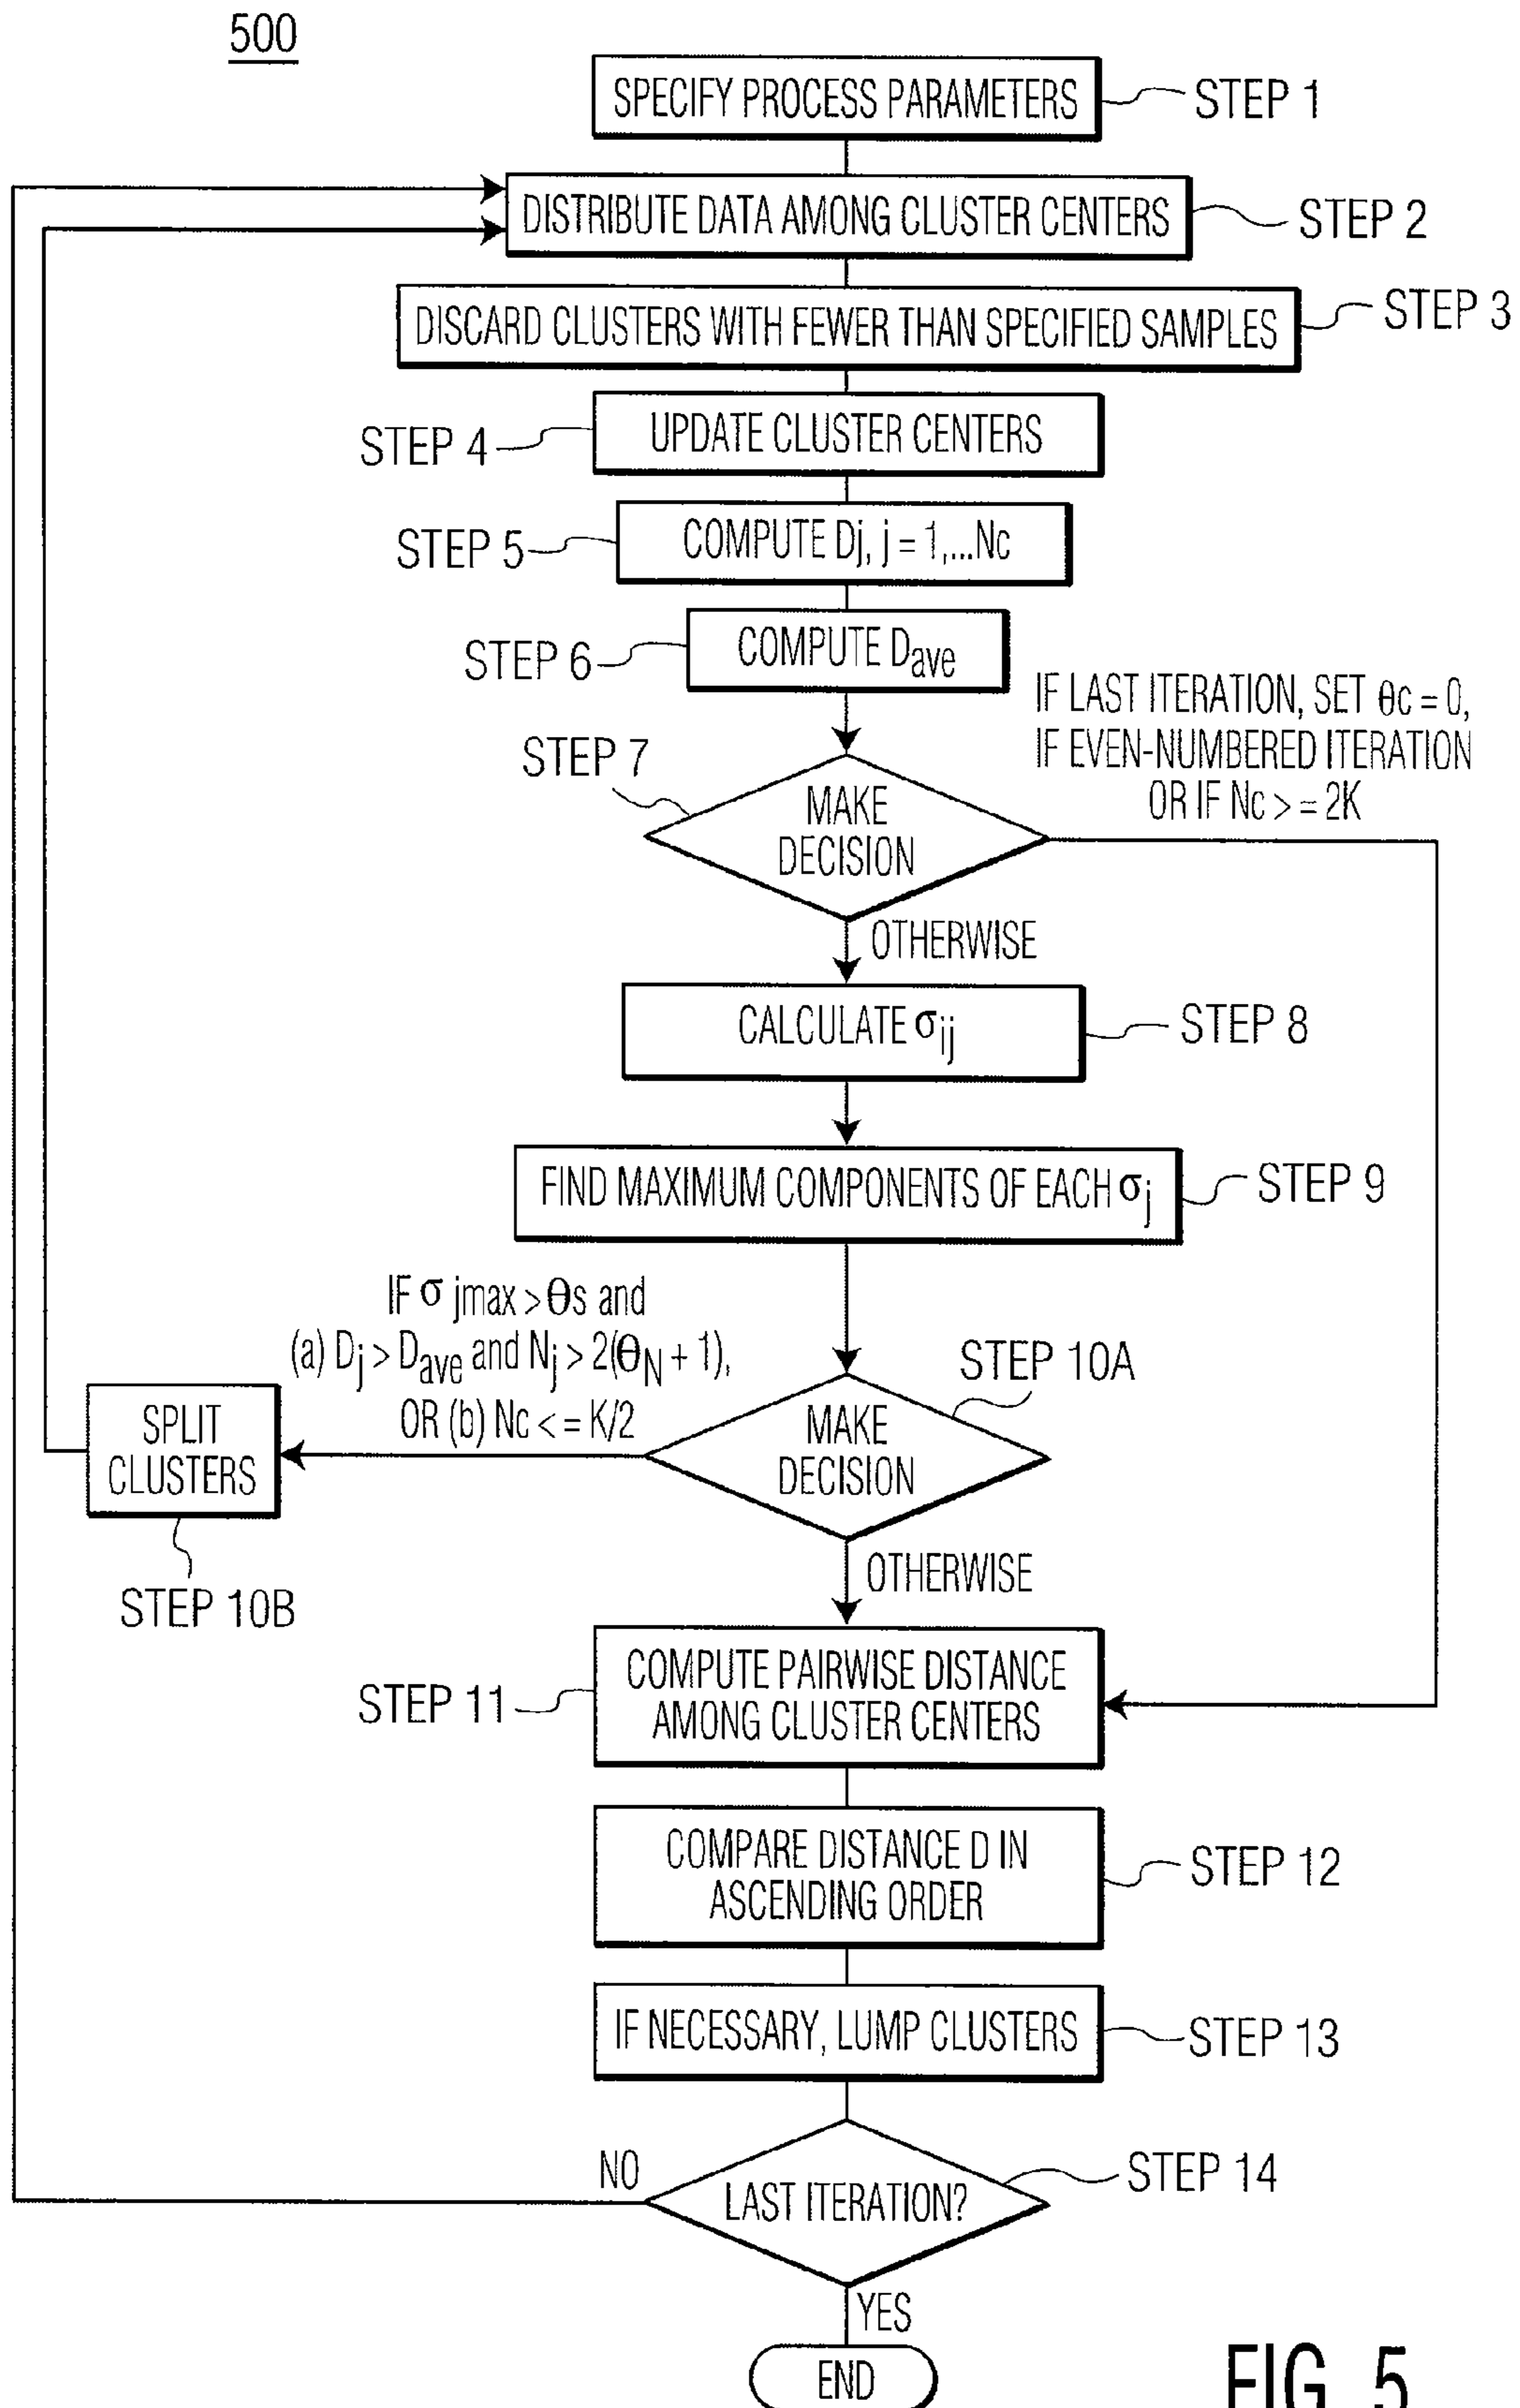 500
SPECIFY PROCESS PARAMETERS
STEP 1
DISTRIBUTE DATA AMONG CLUSTER CENTERS
STEP 2
DISCARD CLUSTERS WITH FEWER THAN SPECIFIED SAMPLES
STEP 3
UPDATE CLUSTER CENTERS
STEP 4
COMPUTE Dj, j = 1,...Nc
STEP 5
COMPUTE Dave
STEP 6
IF LAST ITERATION, SET θc = 0,
IF EVEN-NUMBERED ITERATION
OR IF Nc > = 2K
STEP 7
MAKE
DECISION
OTHERWISE
CALCULATE σij
STEP 8
FIND MAXIMUM COMPONENTS OF EACH σj
STEP 9
IF σ jmax > θs and
(a) Dj > Dave and Nj > 2(θN + 1),
OR (b) Nc < = K/2
STEP 10A
MAKE
DECISION
SPLIT
CLUSTERS
STEP 10B
OTHERWISE
COMPUTE PAIRWISE DISTANCE
AMONG CLUSTER CENTERS
STEP 11
COMPARE DISTANCE D IN
ASCENDING ORDER
STEP 12
IF NECESSARY, LUMP CLUSTERS
STEP 13
NO
LAST ITERATION?
STEP 14
YES
END
FIG. 5